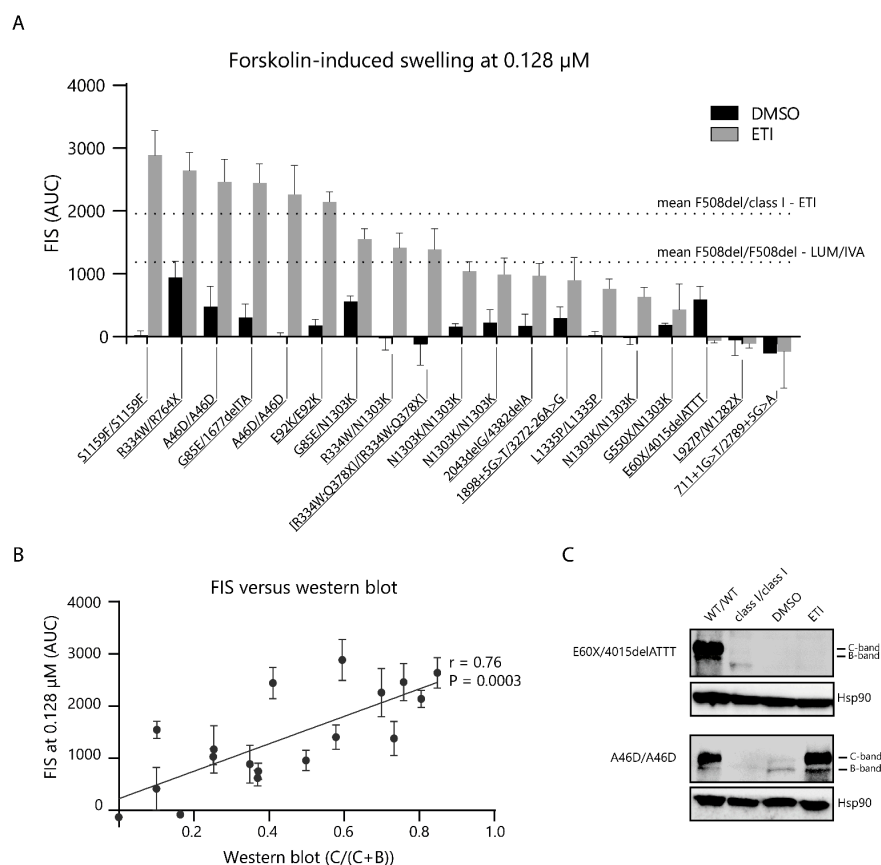 A
Forskolin-induced swelling at 0.128 µM
4000
3000
2000
1000
0
FIS (AUC)
DMSO
ETI
mean F508del/class I - ETI
mean F508del/F508del - LUM/IVA
S1159F/S1159F
R334W/R764X
A46D/A46D
G85E/1677delTA
A46D/A46D
E92K/E92K
G85E/N1303K
R334W/N1303K
[R334W;Q378X]/[R334W;Q378X]
N1303K/N1303K
N1303K/N1303K
2043delG/4382delA
1898+5G>T/3272-26A>G
L1335P/L1335P
N1303K/N1303K
G550X/N1303K
E60X/4015delATTT
L927P/W1282X
711+1G>T/2789+5G>A
B
FIS versus western blot
4000
3000
2000
1000
0
FIS at 0.128 µM (AUC)
r = 0.76
P = 0.0003
0.2
0.4
0.6
0.8
1.0
Western blot (C/(C+B))
C
WT/WT
class I/class I
DMSO
ETI
E60X/4015delATTT
C-band
B-band
Hsp90
A46D/A46D
C-band
B-band
Hsp90